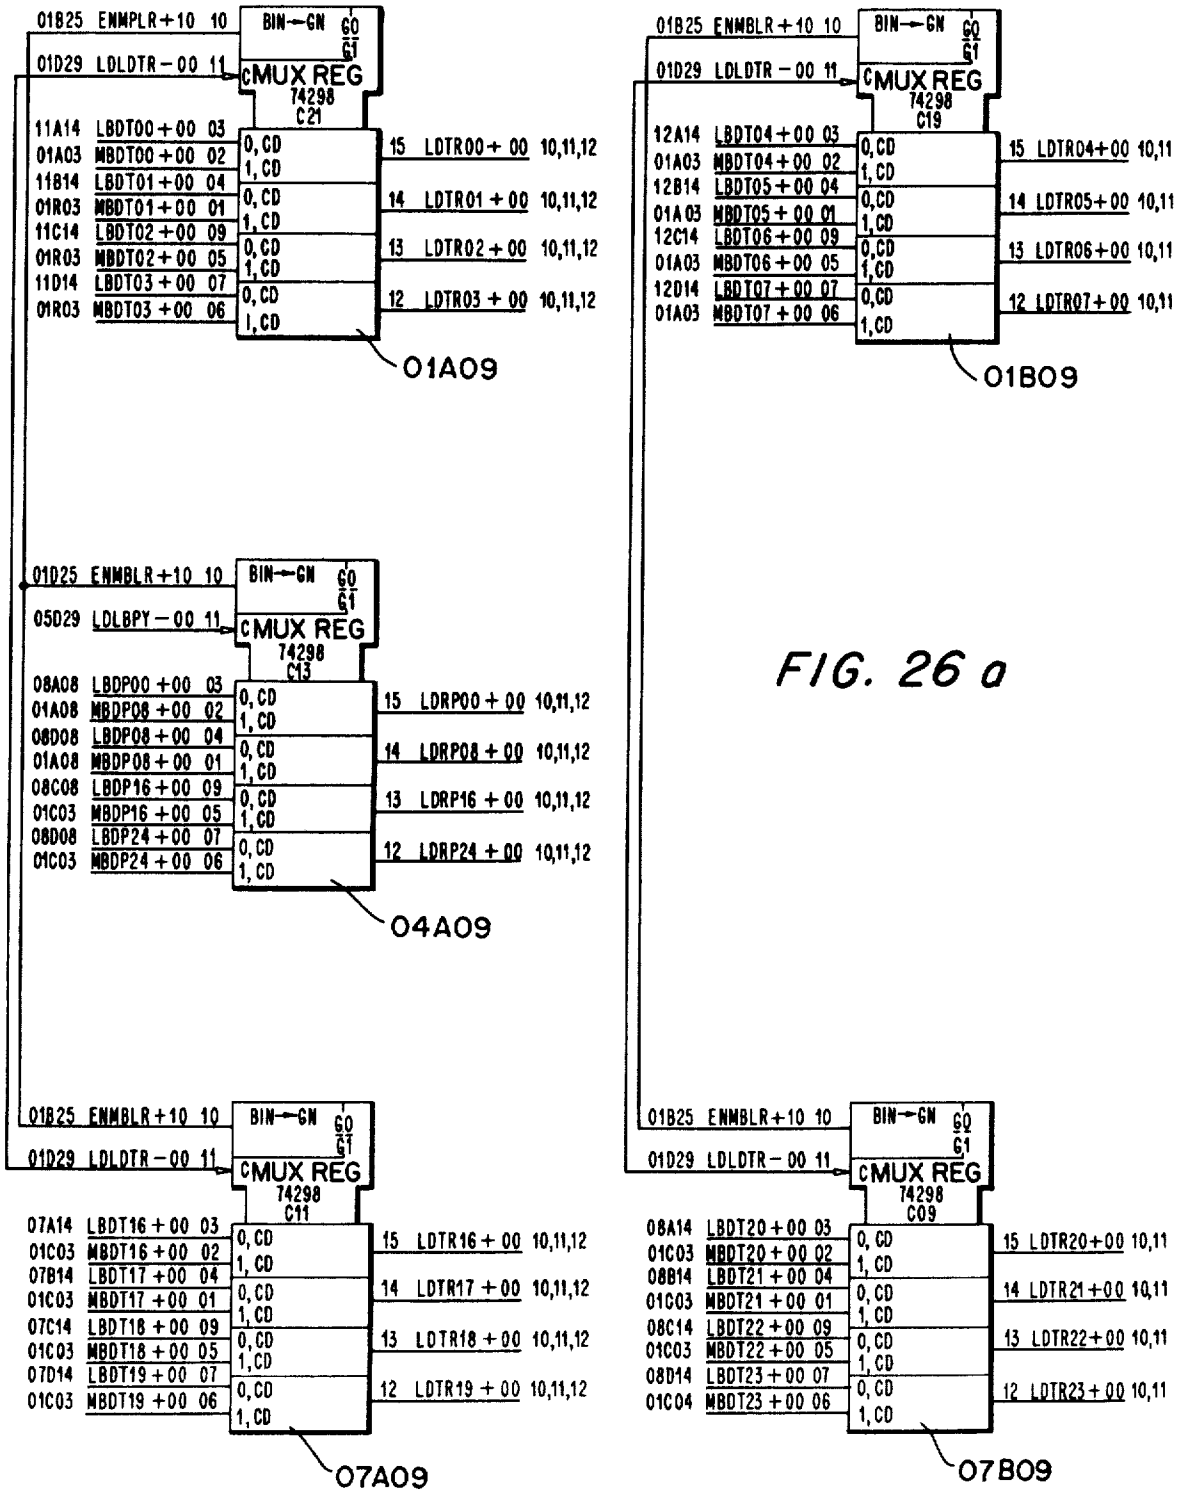 01B25 ENMPLR+10 10 BIN→GN G0
G1
01D29 LDLDTR-00 11 C MUX REG
74298
C21
11A14 LBDT00+00 03 0,CD
01A03 MBDT00+00 02 1,CD
15 LDTR00+00 10,11,12
11B14 LBDT01+00 04 0,CD
01R03 MBDT01+00 01 1,CD
14 LDTR01+00 10,11,12
11C14 LBDT02+00 09 0,CD
01R03 MBDT02+00 05 1,CD
13 LDTR02+00 10,11,12
11D14 LBDT03+00 07 0,CD
01R03 MBDT03+00 06 1,CD
12 LDTR03+00 10,11,12
01A09
01B25 ENMBLR+10 10 BIN→GN G0
G1
01D29 LDLDTR-00 11 C MUX REG
74298
C19
12A14 LBDT04+00 03 0,CD
01A03 MBDT04+00 02 1,CD
15 LDTR04+00 10,11
12B14 LBDT05+00 04 0,CD
01A03 MBDT05+00 01 1,CD
14 LDTR05+00 10,11
12C14 LBDT06+00 09 0,CD
01A03 MBDT06+00 05 1,CD
13 LDTR06+00 10,11
12D14 LBDT07+00 07 0,CD
01A03 MBDT07+00 06 1,CD
12 LDTR07+00 10,11
01B09
01D25 ENMBLR+10 10 BIN→GN G0
G1
05D29 LDLBPY-00 11 C MUX REG
74298
C13
08A08 LBDP00+00 03 0,CD
01A08 MBDP08+00 02 1,CD
15 LDRP00+00 10,11,12
08D08 LBDP08+00 04 0,CD
01A08 MBDP08+00 01 1,CD
14 LDRP08+00 10,11,12
08C08 LBDP16+00 09 0,CD
01C03 MBDP16+00 05 1,CD
13 LDRP16+00 10,11,12
08D08 LBDP24+00 07 0,CD
01C03 MBDP24+00 06 1,CD
12 LDRP24+00 10,11,12
04A09
FIG. 26 a
01B25 ENMBLR+10 10 BIN→GN G0
G1
01D29 LDLDTR-00 11 C MUX REG
74298
C11
07A14 LBDT16+00 03 0,CD
01C03 MBDT16+00 02 1,CD
15 LDTR16+00 10,11,12
07B14 LBDT17+00 04 0,CD
01C03 MBDT17+00 01 1,CD
14 LDTR17+00 10,11,12
07C14 LBDT18+00 09 0,CD
01C03 MBDT18+00 05 1,CD
13 LDTR18+00 10,11,12
07D14 LBDT19+00 07 0,CD
01C03 MBDT19+00 06 1,CD
12 LDTR19+00 10,11,12
07A09
01B25 ENMBLR+10 10 BIN→GN G0
G1
01D29 LDLDTR-00 11 C MUX REG
74298
C09
08A14 LBDT20+00 03 0,CD
01C03 MBDT20+00 02 1,CD
15 LDTR20+00 10,11
08B14 LBDT21+00 04 0,CD
01C03 MBDT21+00 01 1,CD
14 LDTR21+00 10,11
08C14 LBDT22+00 09 0,CD
01C03 MBDT22+00 05 1,CD
13 LDTR22+00 10,11
08D14 LBDT23+00 07 0,CD
01C04 MBDT23+00 06 1,CD
12 LDTR23+00 10,11
07B09